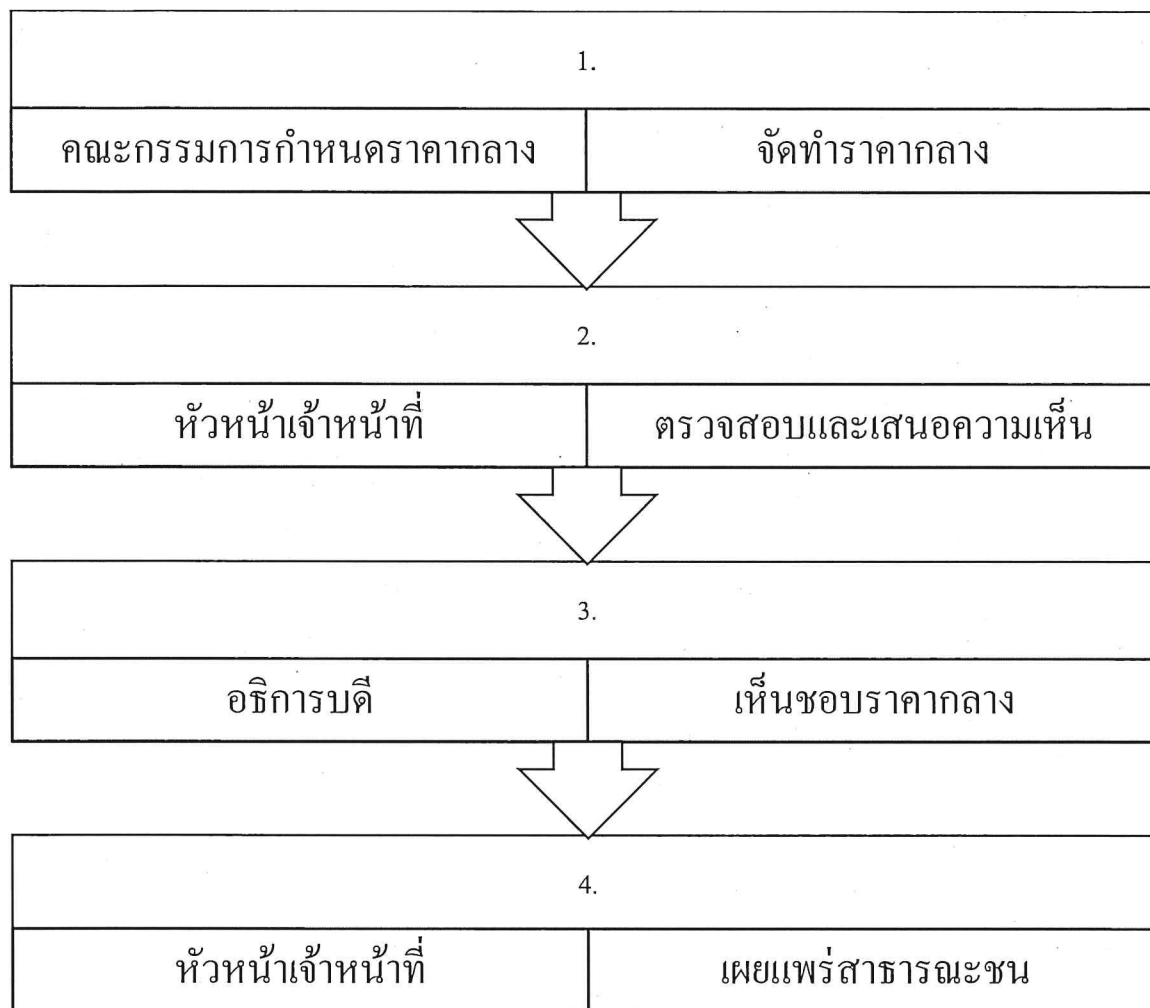 1.
คณะกรรมการกำหนดราคากลาง จัดทำราคากลาง
2.
หัวหน้าเจ้าหน้าที่ ตรวจสอบและเสนอความเห็น
3.
อธิการบดี เห็นชอบราคากลาง
4.
หัวหน้าเจ้าหน้าที่ เผยแพร่สาธารณะชน